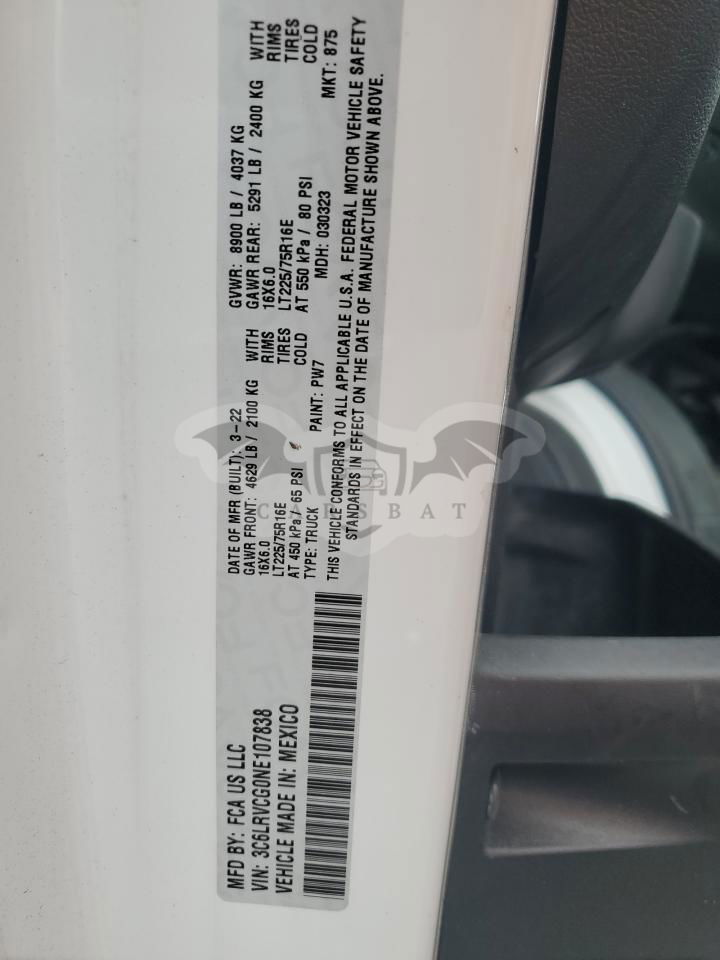 MFD BY: FCA US LLC
VIN: 3C6LRVCG0NE107838
VEHICLE MADE IN: MEXICO
DATE OF MFR (BUILT): 3-22 GVWR: 8900 LB / 4037 KG
GAWR FRONT: 4629 LB / 2100 KG WITH GAWR REAR: 5291 LB / 2400 KG WITH
16X6.0 RIMS 16X6.0 RIMS
LT225/75R16E TIRES LT225/75R16E TIRES
AT 450 kPa / 65 PSI COLD AT 550 kPa / 80 PSI COLD
TYPE: TRUCK PAINT: PW7 MDH: 030323 MKT: 875
THIS VEHICLE CONFORMS TO ALL APPLICABLE U.S.A. FEDERAL MOTOR VEHICLE SAFETY
STANDARDS IN EFFECT ON THE DATE OF MANUFACTURE SHOWN ABOVE.
CARSBAT